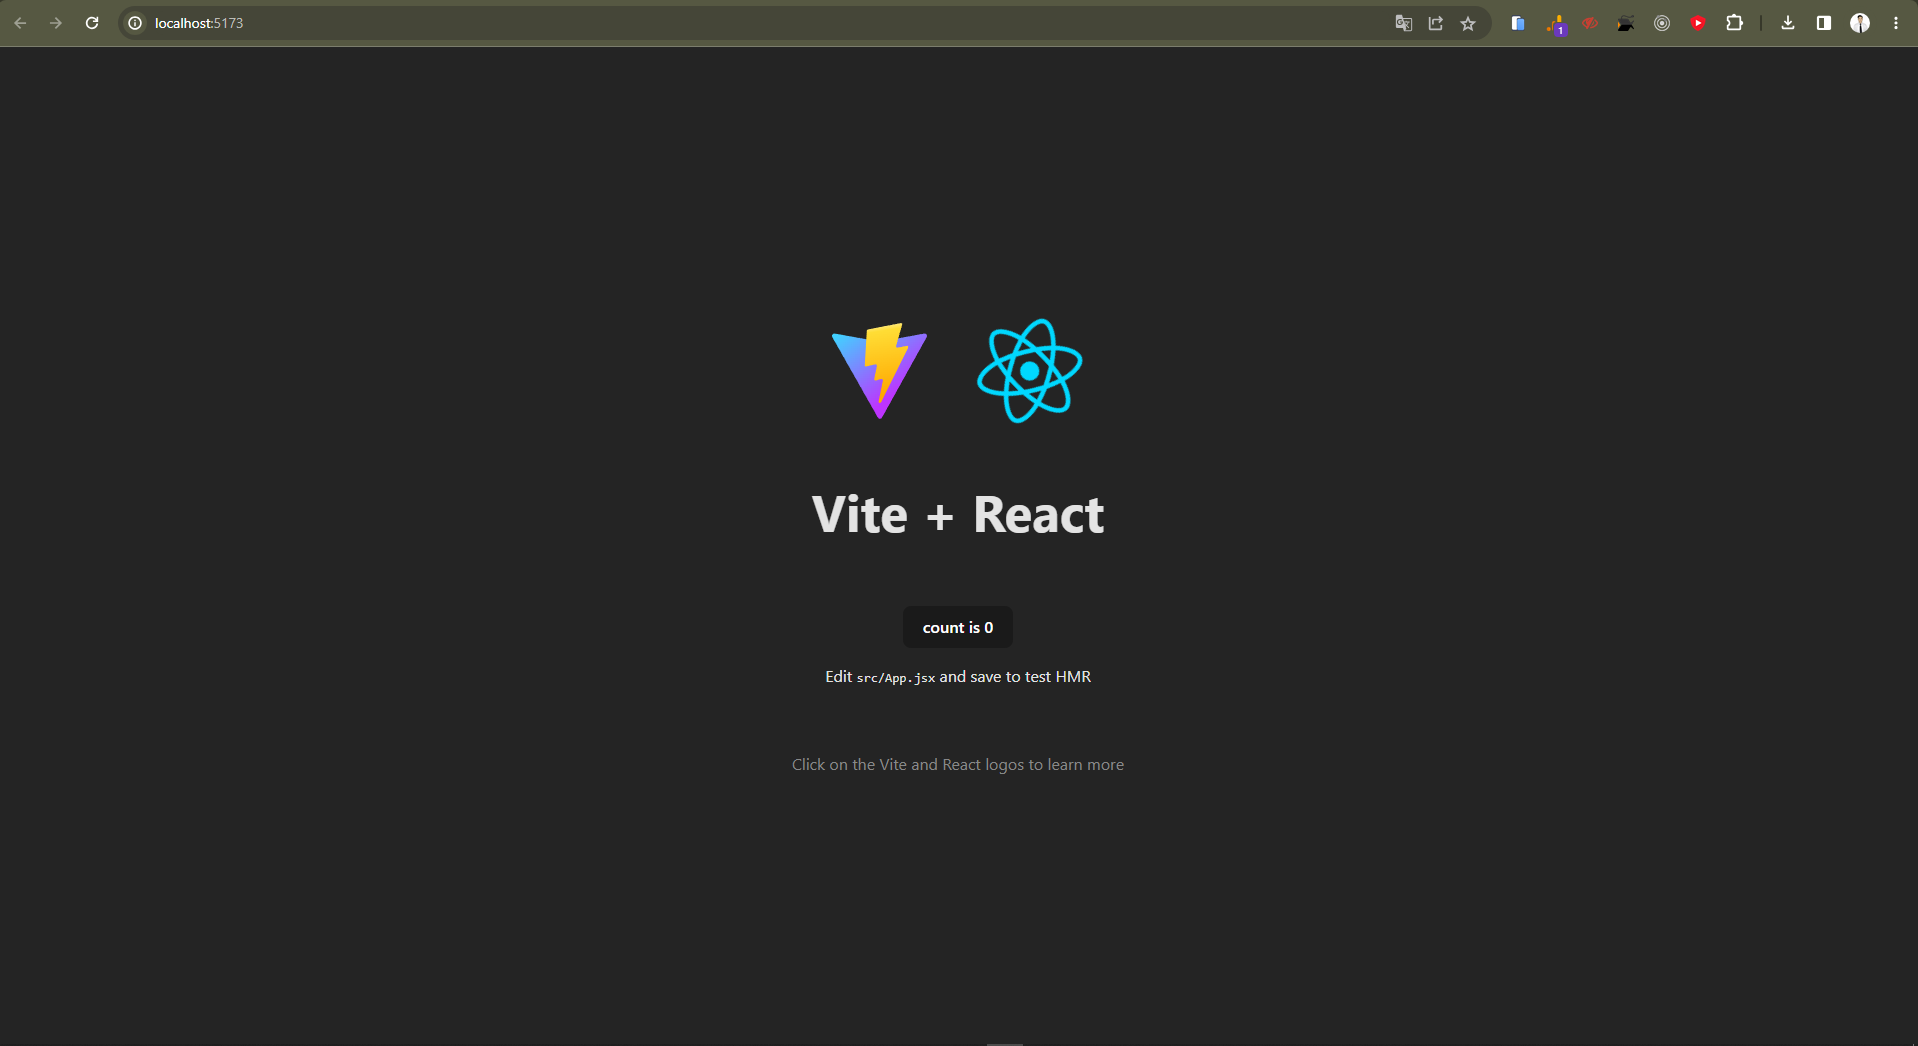 localhost:5173
1
Vite + React
count is 0
Edit src/App.jsx and save to test HMR
Click on the Vite and React logos to learn more